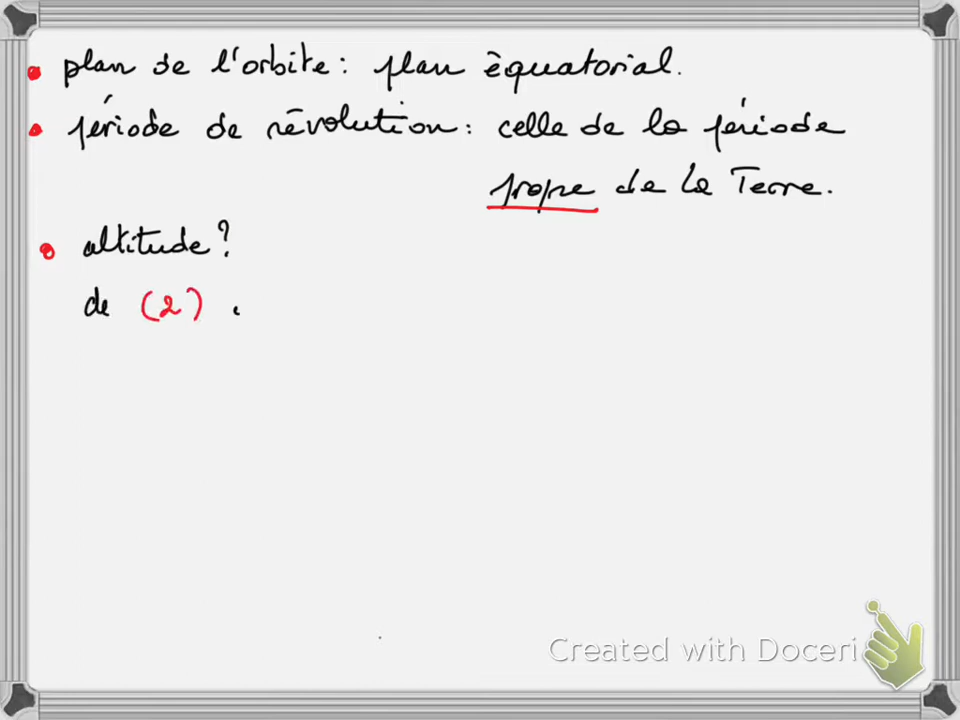 • plan de l'orbite : plan équatorial.
• période de révolution : celle de la période
propre de la Terre.
• altitude ?
de (2)
Created with Doceri